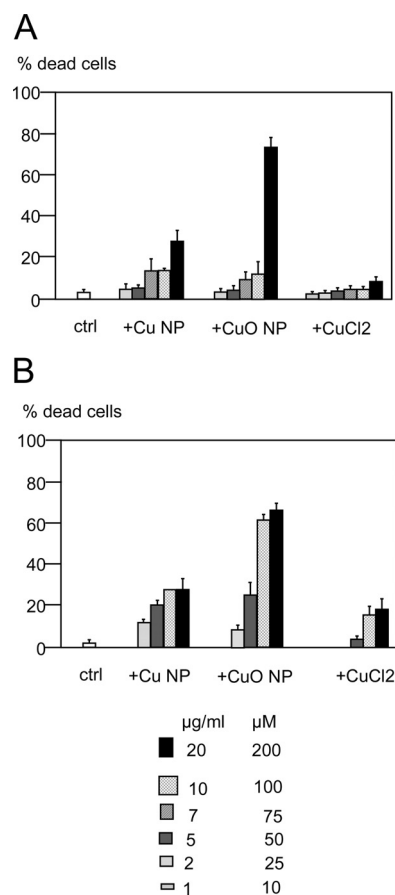 A
% dead cells
100
80
60
40
20
0
ctrl +Cu NP +CuO NP +CuCl2
B
% dead cells
100
80
60
40
20
0
ctrl +Cu NP +CuO NP +CuCl2
µg/ml µM
20 200
10 100
7 75
5 50
2 25
1 10